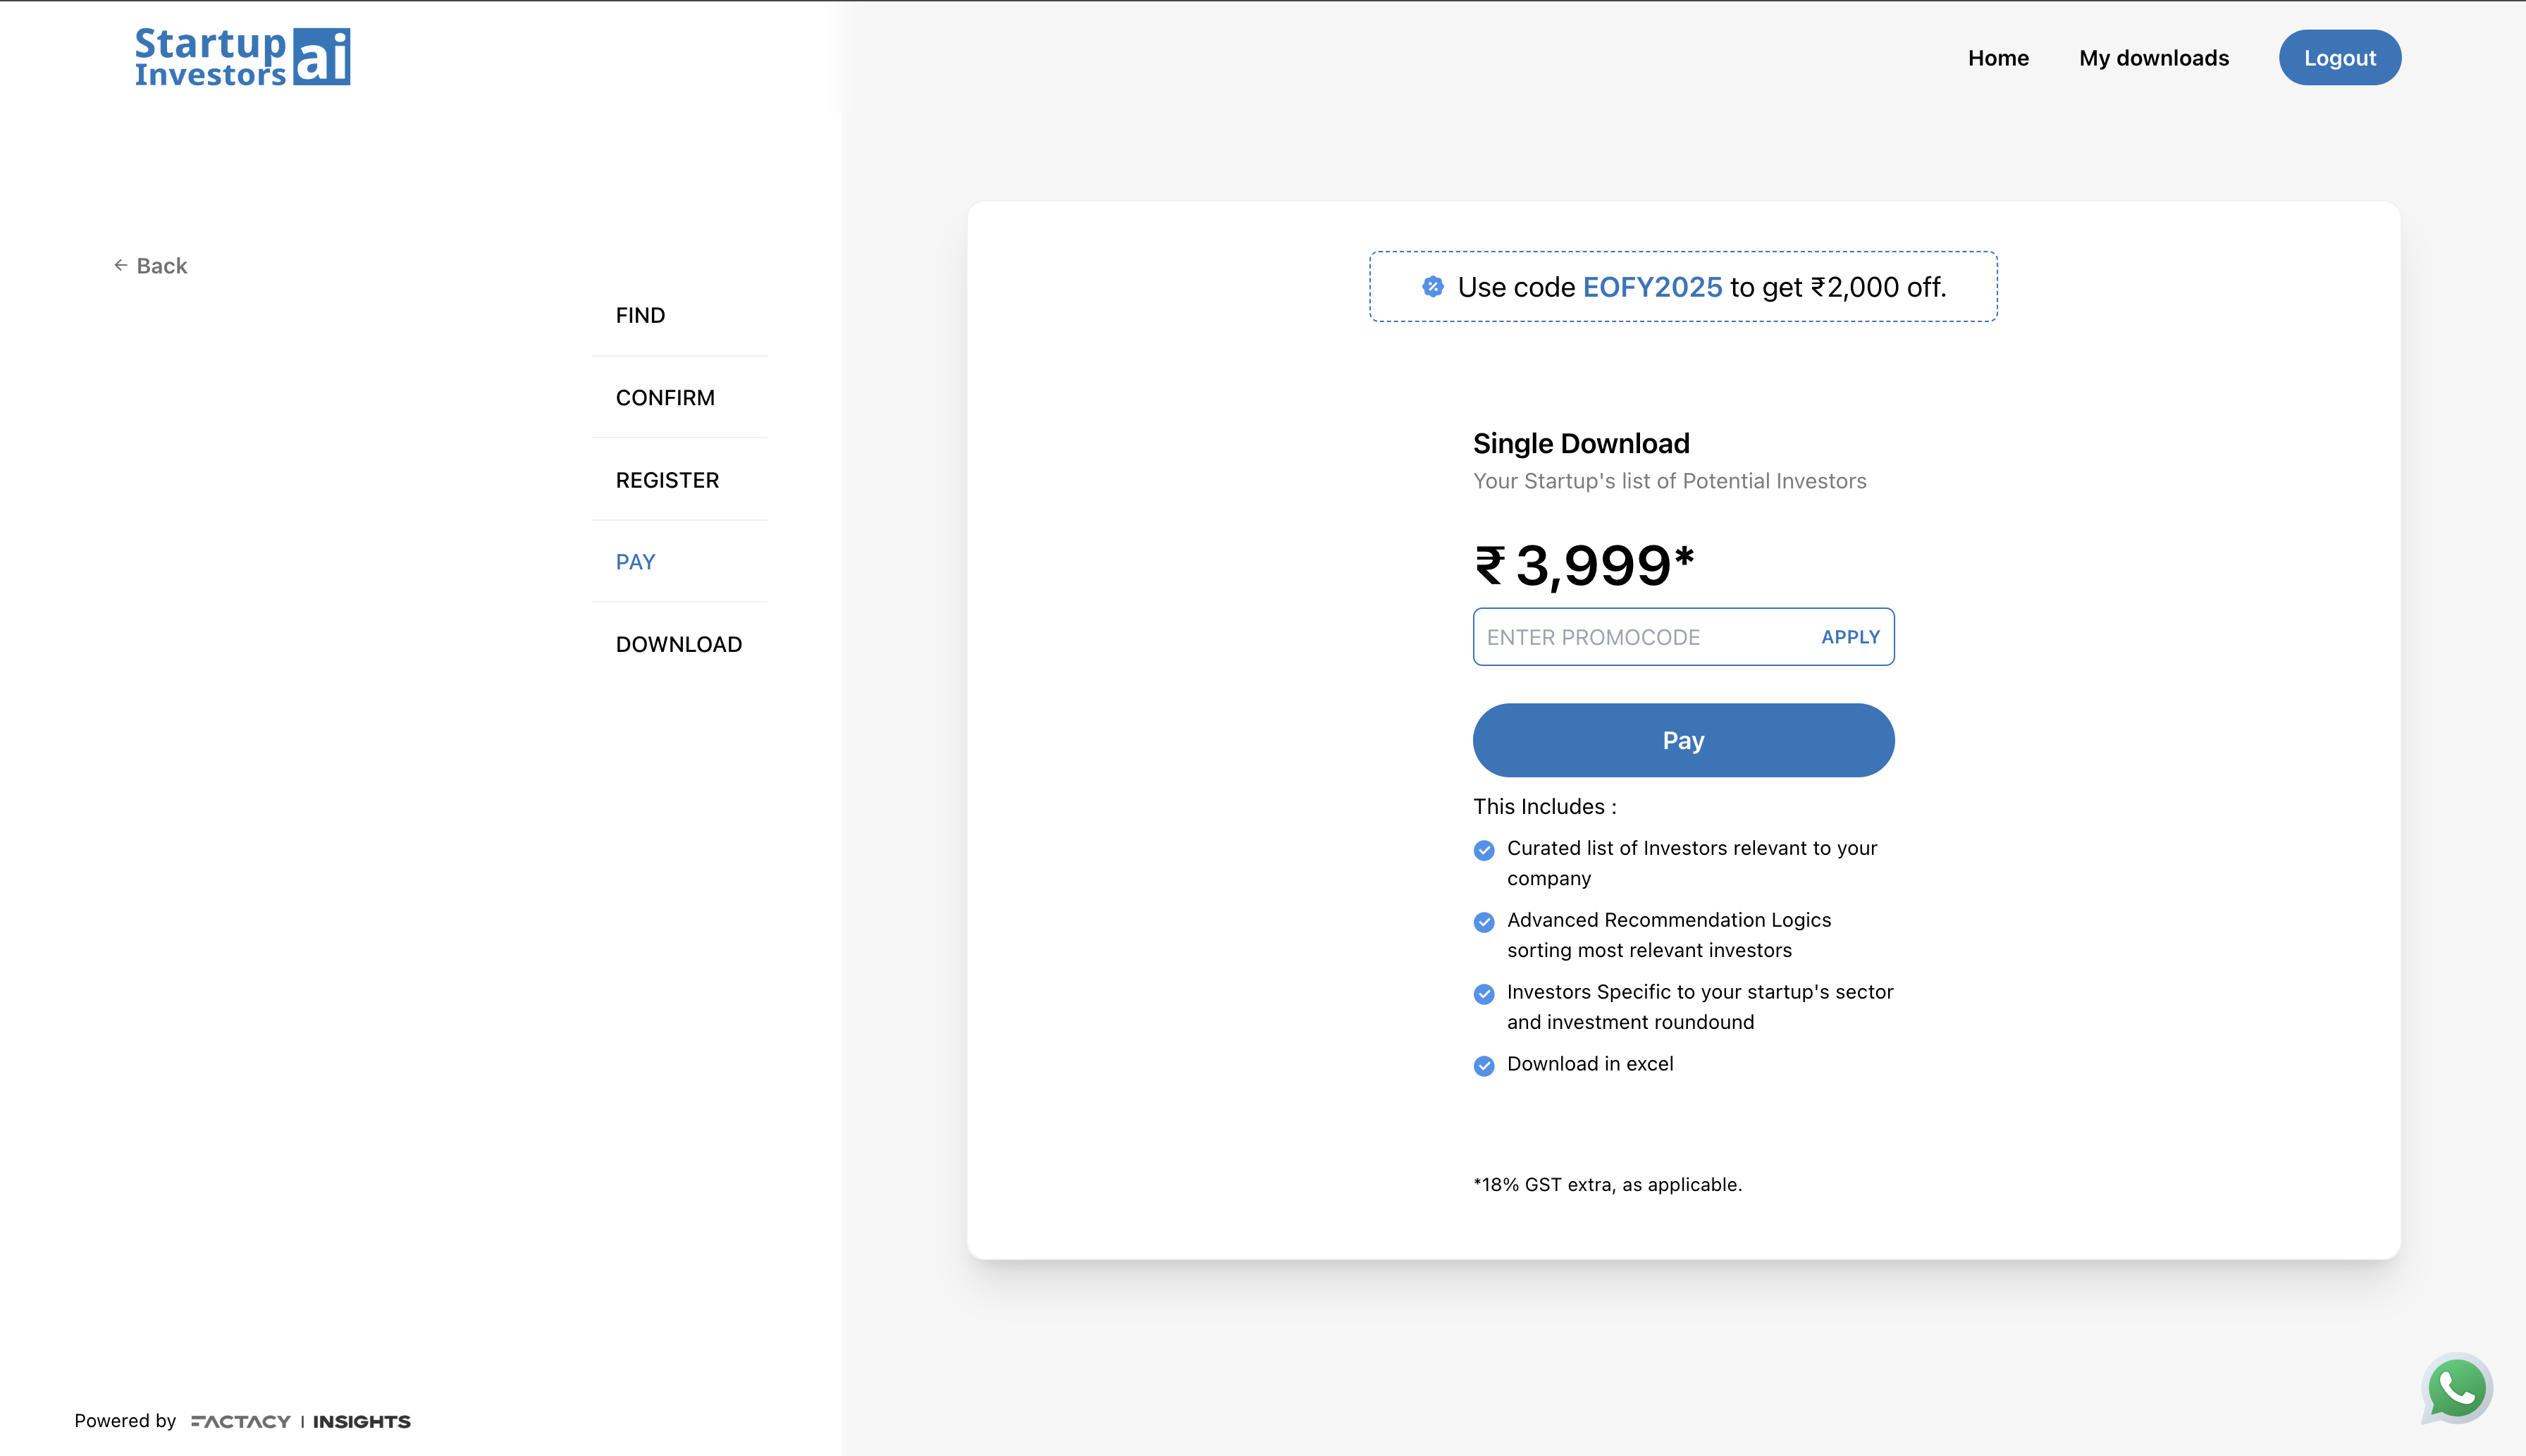 Startup
Investors
ai
Home
My downloads
Logout
Back
FIND
CONFIRM
REGISTER
PAY
DOWNLOAD
Use code EOFY2025 to get ₹2,000 off.
Single Download
Your Startup's list of Potential Investors
₹ 3,999*
ENTER PROMOCODE
APPLY
Pay
This Includes :
Curated list of Investors relevant to your
company
Advanced Recommendation Logics
sorting most relevant investors
Investors Specific to your startup's sector
and investment roundound
Download in excel
*18% GST extra, as applicable.
Powered by FACTACY | INSIGHTS